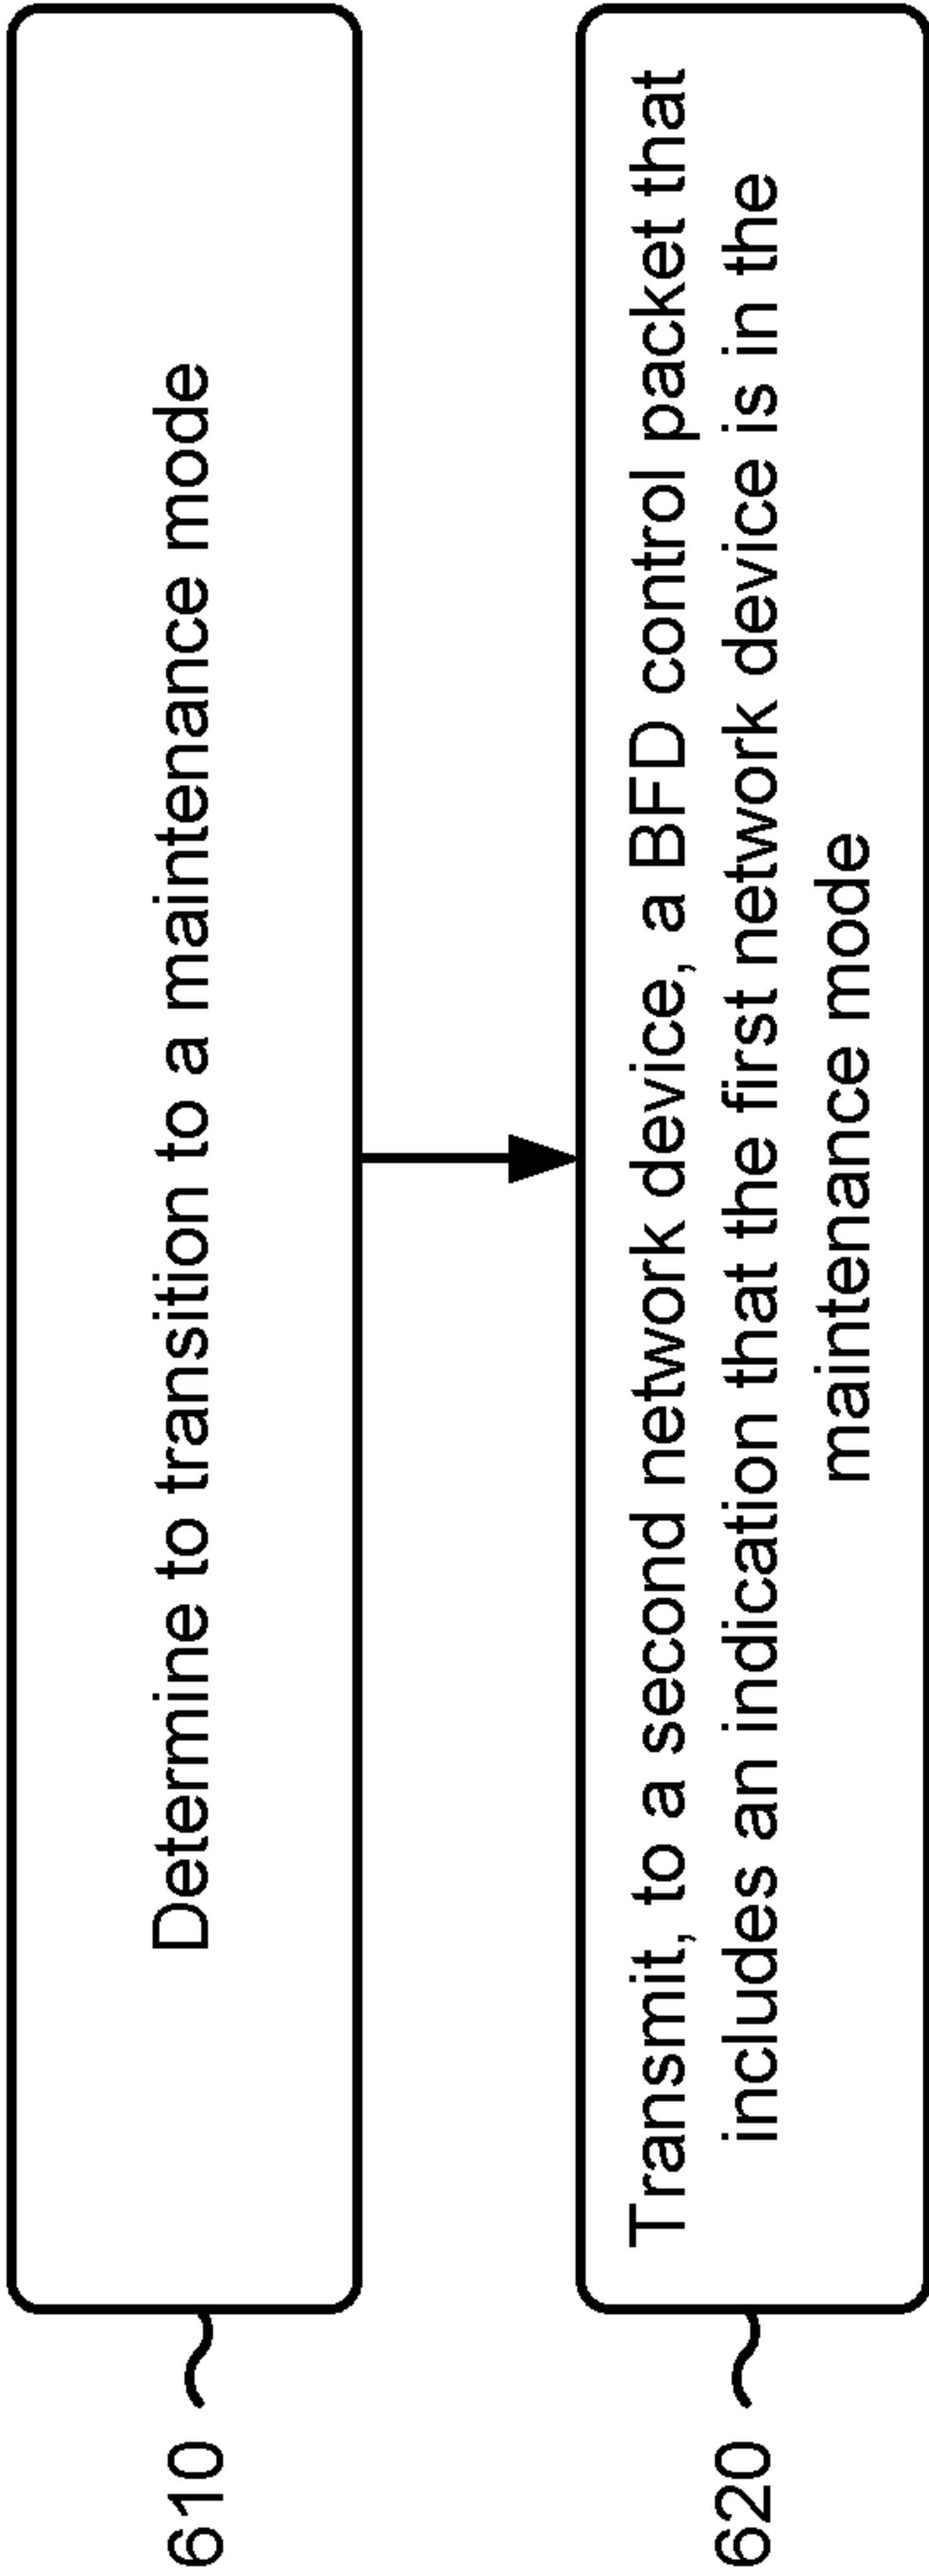 610
Determine to transition to a maintenance mode
620
Transmit, to a second network device, a BFD control packet that
includes an indication that the first network device is in the
maintenance mode